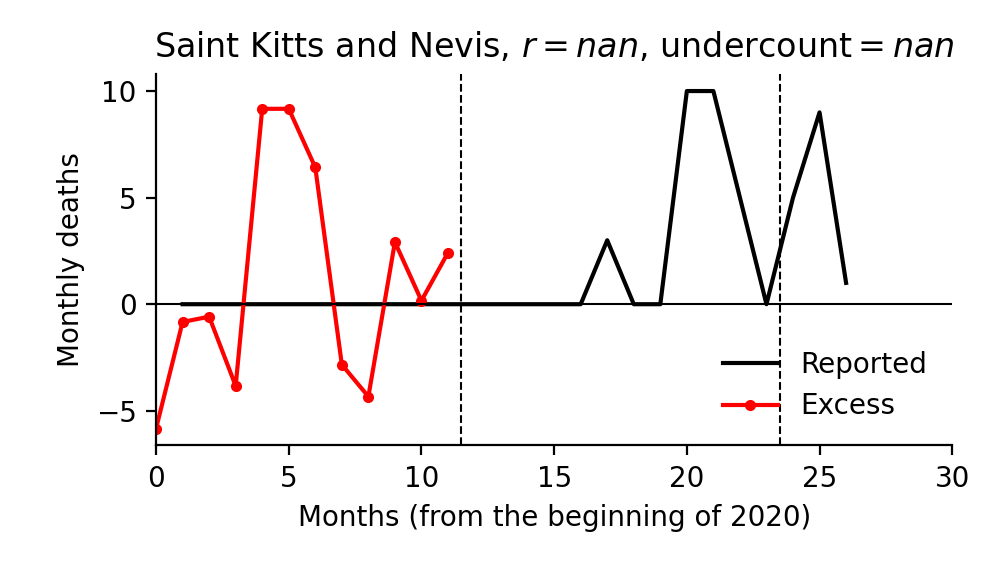 Saint Kitts and Nevis, r = nan, undercount = nan
10
5
0
−5
Monthly deaths
Reported
Excess
0 5 10 15 20 25 30
Months (from the beginning of 2020)